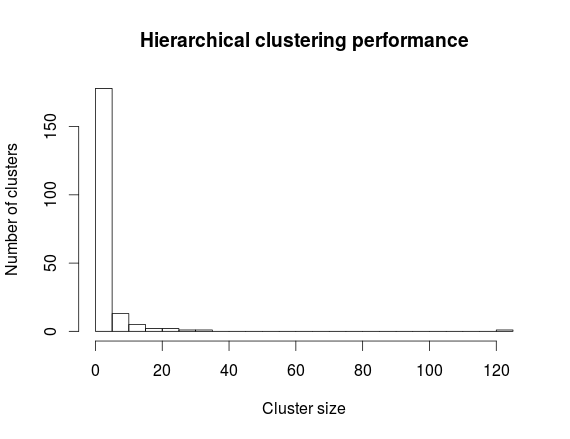 Hierarchical clustering performance
Number of clusters
150
100
50
0
0 20 40 60 80 100 120
Cluster size